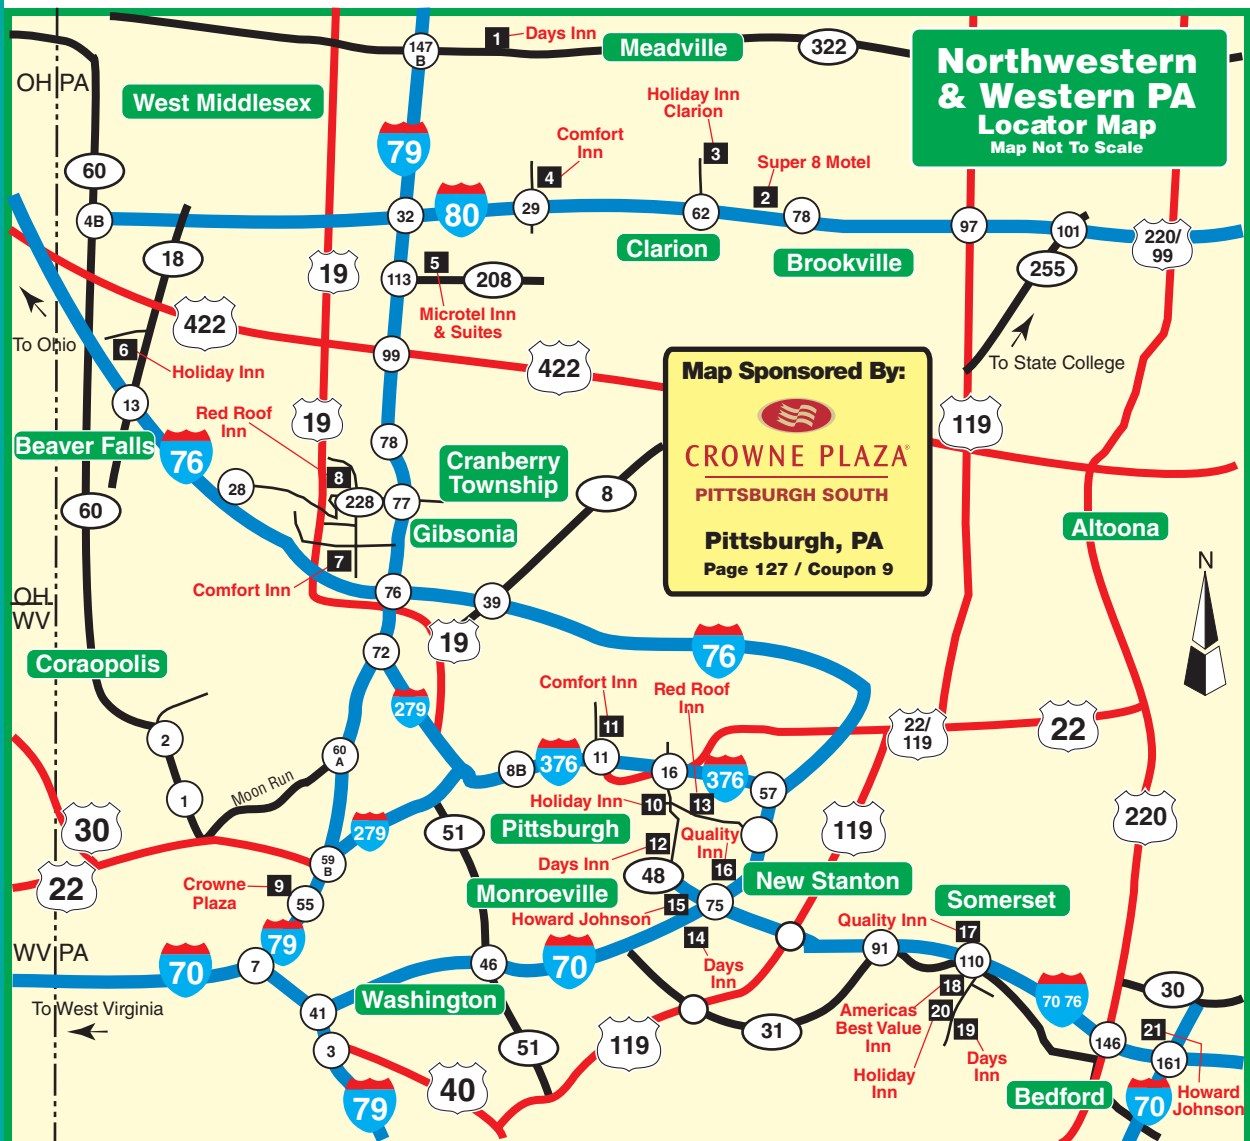 147
B
1
Days Inn
Meadville
322
Northwestern
& Western PA
Locator Map
Map Not To Scale
OH
PA
West Middlesex
79
Holiday Inn
Clarion
3
Comfort
Inn
4
Super 8 Motel
2
60
4B
32
80
29
62
78
97
101
220/
99
18
19
113
5
208
Clarion
Brookville
255
Microtel Inn
& Suites
422
To Ohio
6
Holiday Inn
99
422
To State College
Map Sponsored By:
CROWNE PLAZA
PITTSBURGH SOUTH
Pittsburgh, PA
Page 127 / Coupon 9
13
Red Roof
Inn
19
119
Beaver Falls
76
78
Cranberry
Township
28
8
228
77
8
60
Gibsonia
Altoona
7
Comfort Inn
76
39
N
OH
WV
19
Coraopolis
72
76
279
Comfort Inn
Red Roof
Inn
11
22/
119
22
2
60
A
8B
376
11
16
376
57
1
Moon Run
Holiday Inn
10
13
30
279
51
Pittsburgh
Quality
Inn
119
220
12
Days Inn
16
59
B
22
Crowne
Plaza
9
55
48
Monroeville
New Stanton
Howard Johnson
15
75
Somerset
Quality Inn
17
79
WV
PA
70
7
46
70
14
Days
Inn
91
110
To West Virginia
Washington
41
18
Americas
Best Value
Inn
20
19
Days
Inn
Holiday
Inn
70 76
30
3
51
119
31
146
21
161
40
79
Bedford
70
Howard
Johnson